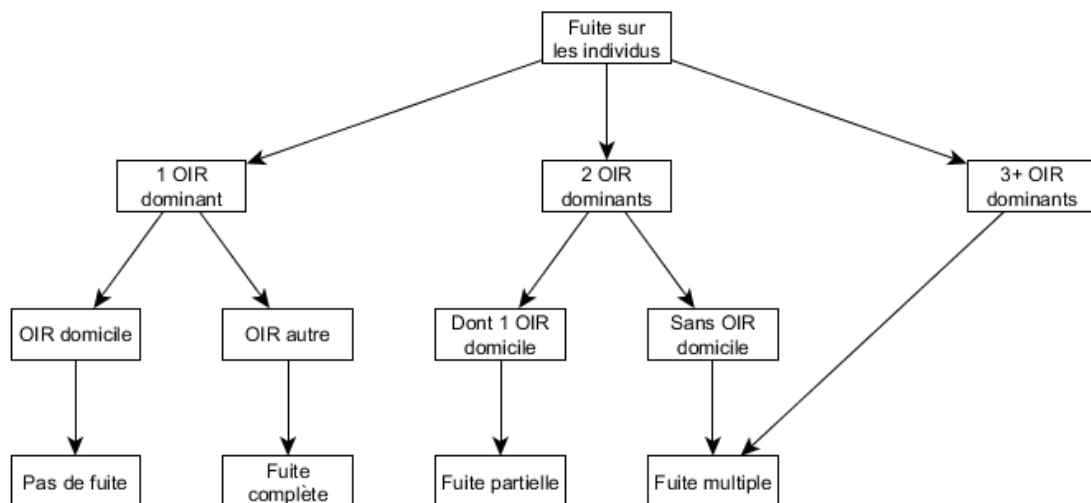 Fuite sur
les individus
1 OIR
dominant
2 OIR
dominants
3+ OIR
dominants
OIR domicile
OIR autre
Dont 1 OIR
domicile
Sans OIR
domicile
Pas de fuite
Fuite
complète
Fuite partielle
Fuite multiple